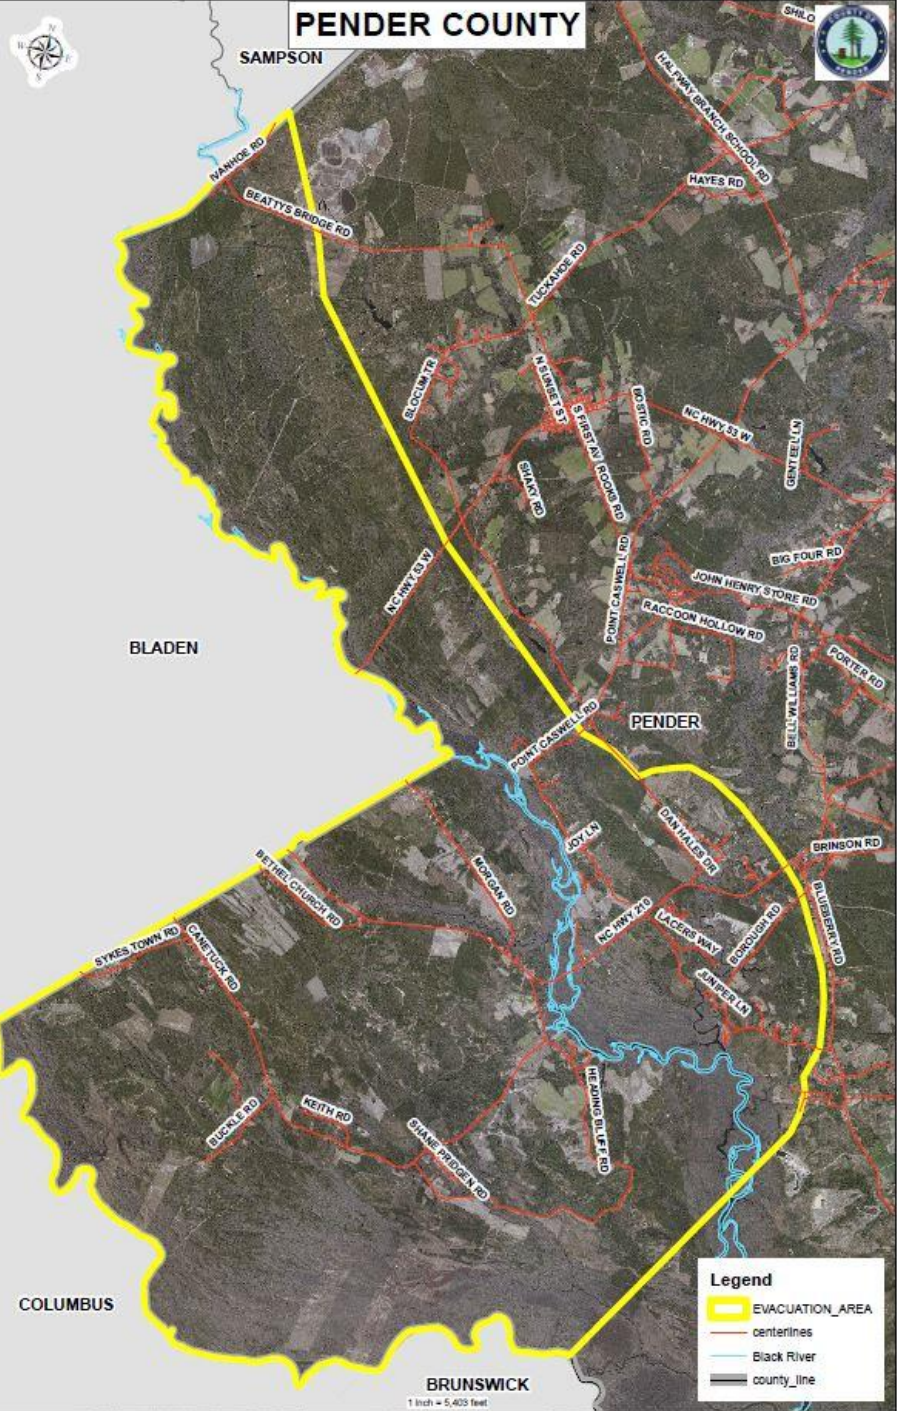 PENDER COUNTY
COUNTY OF
PENDER
N
W
E
S
SAMPSON
SHILO
HALFWAY BRANCH SCHOOL RD
IVANHOE RD
HAYES RD
BEATTYS BRIDGE RD
TUCKAHOE RD
SLOCUM TR
N SUNSET ST
S FIRST AV
ROOKS RD
BOSTIC RD
NC HWY 53 W
GENTEEL LN
SHAKY RD
BIG FOUR RD
NC HWY 53 W
POINT CASWELL RD
JOHN HENRY STORE RD
RACCOON HOLLOW RD
BLADEN
BELL WILLIAMS RD
PORTER RD
PENDER
POINT CASWELL RD
JOY LN
DAN HALES DR
BRINSON RD
BETHEL CHURCH RD
MORGAN RD
BLUEBERRY RD
NC HWY 210
LACERS WAY
BOROUGH RD
SYKES TOWN RD
CANETUCK RD
JUNIPER LN
BUCKLE RD
KEITH RD
HEADING BLUFF RD
SHANE PRIDGEN RD
COLUMBUS
BRUNSWICK
1 Inch = 5,403 feet
Legend
EVACUATION_AREA
centerlines
Black River
county_line